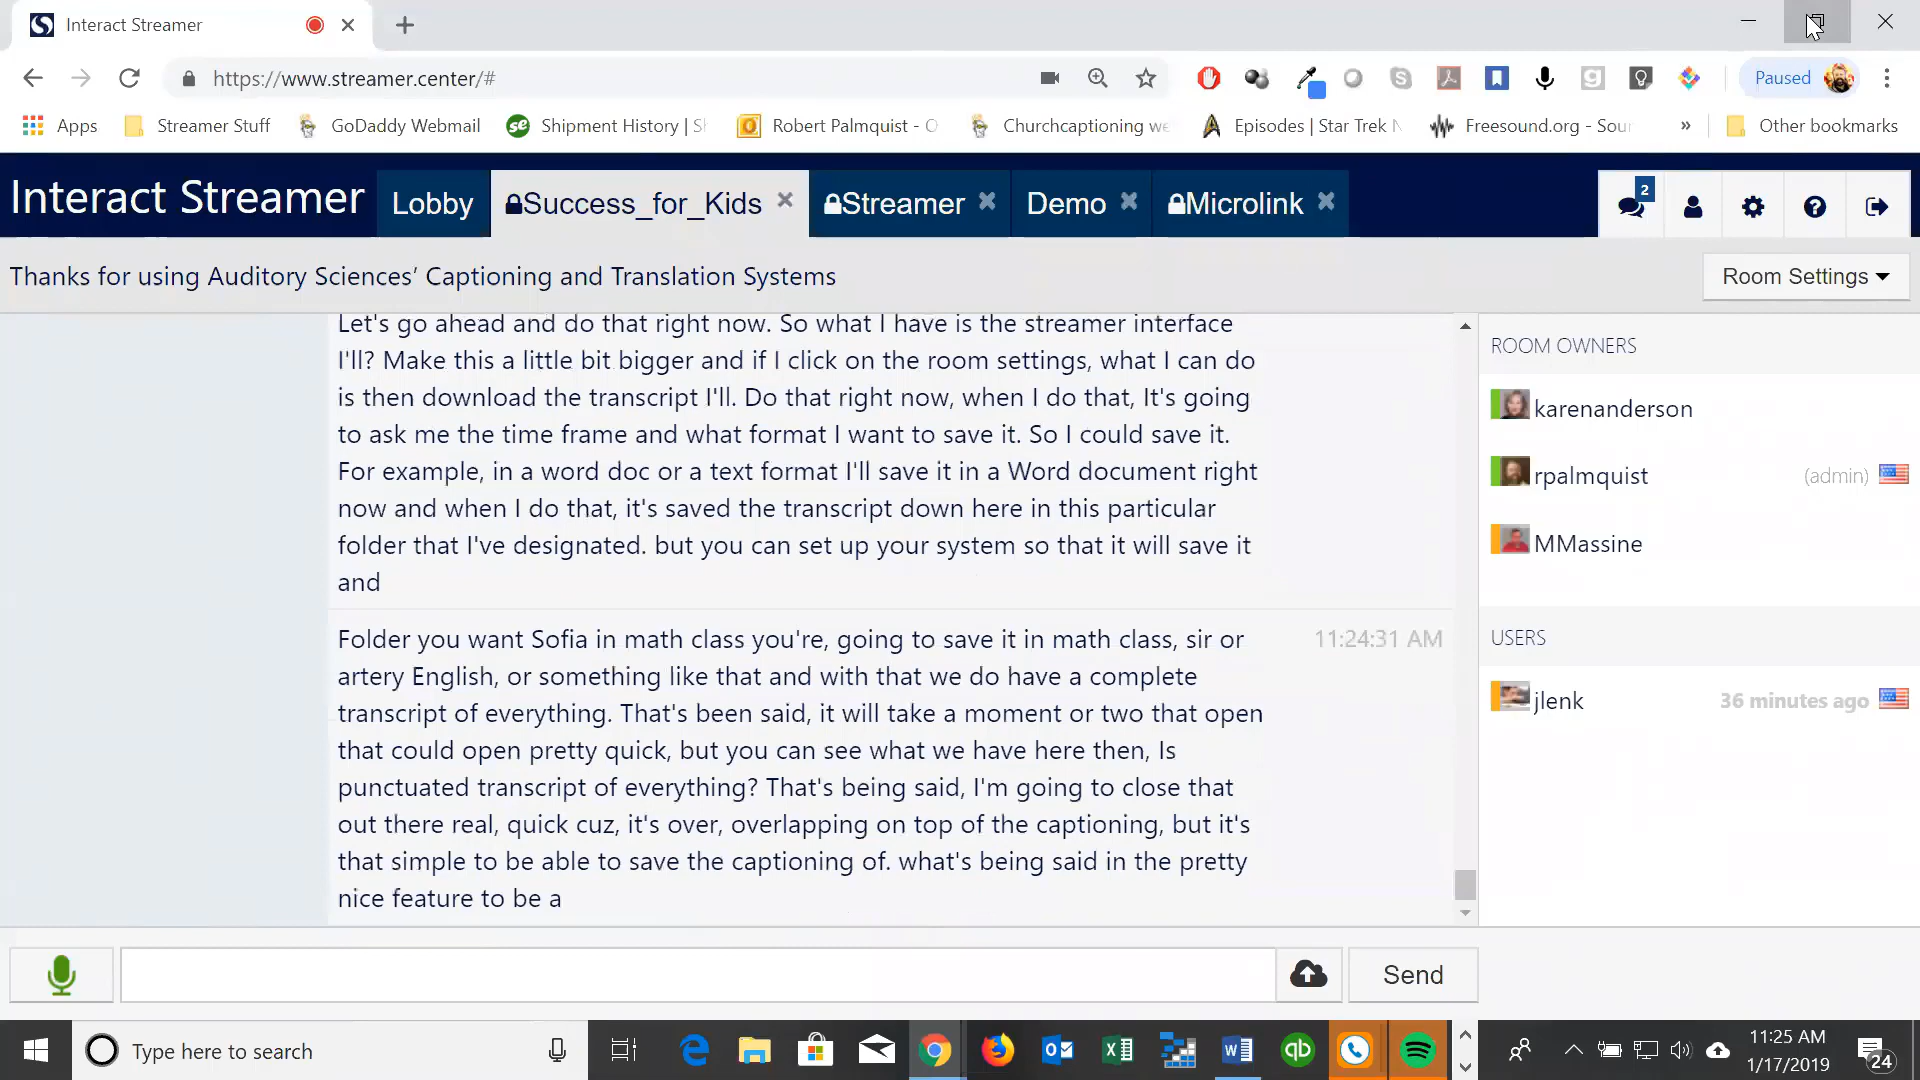 Interact Streamer
https://www.streamer.center/#
Paused
Apps
Streamer Stuff
GoDaddy Webmail
Shipment History | S
Robert Palmquist - O
Churchcaptioning we
Episodes | Star Trek N
Freesound.org - Sou
»
Other bookmarks
Interact Streamer
Lobby
Success_for_Kids
Streamer
Demo
Microlink
2
Thanks for using Auditory Sciences’ Captioning and Translation Systems
Room Settings
Let's go ahead and do that right now. So what I have is the streamer interface
I'll? Make this a little bit bigger and if I click on the room settings, what I can do
is then download the transcript I'll. Do that right now, when I do that, It's going
to ask me the time frame and what format I want to save it. So I could save it.
For example, in a word doc or a text format I'll save it in a Word document right
now and when I do that, it's saved the transcript down here in this particular
folder that I've designated. but you can set up your system so that it will save it
and
Folder you want Sofia in math class you're, going to save it in math class, sir or
11:24:31 AM
artery English, or something like that and with that we do have a complete
transcript of everything. That's been said, it will take a moment or two that open
that could open pretty quick, but you can see what we have here then, Is
punctuated transcript of everything? That's being said, I'm going to close that
out there real, quick cuz, it's over, overlapping on top of the captioning, but it's
that simple to be able to save the captioning of. what's being said in the pretty
nice feature to be a
ROOM OWNERS
karenanderson
rpalmquist
(admin)
MMassine
USERS
jlenk
36 minutes ago
Send
Type here to search
11:25 AM
1/17/2019
24